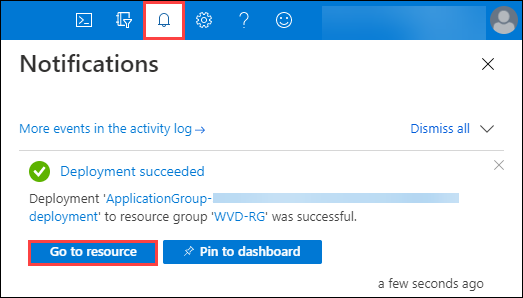 Notifications
More events in the activity log →
Dismiss all
Deployment succeeded
Deployment 'ApplicationGroup-
deployment' to resource group 'WVD-RG' was successful.
Go to resource
Pin to dashboard
a few seconds ago